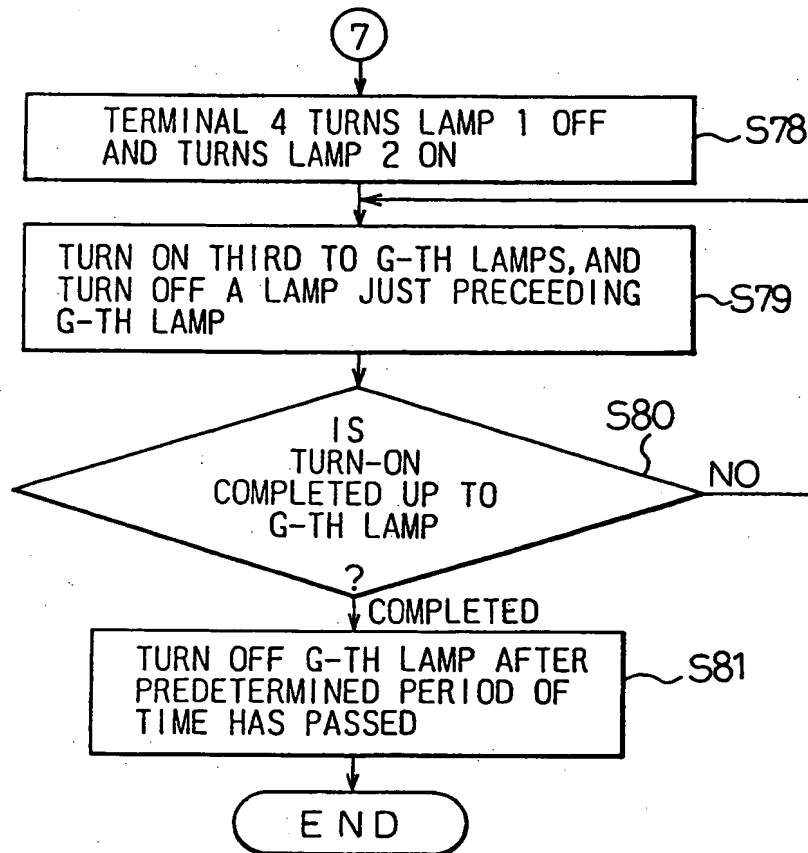 7
TERMINAL 4 TURNS LAMP 1 OFF
AND TURNS LAMP 2 ON
S78
TURN ON THIRD TO G-TH LAMPS, AND
TURN OFF A LAMP JUST PRECEEDING
G-TH LAMP
S79
IS
TURN-ON
COMPLETED UP TO
G-TH LAMP
?
S80
NO
COMPLETED
TURN OFF G-TH LAMP AFTER
PREDETERMINED PERIOD OF
TIME HAS PASSED
S81
END